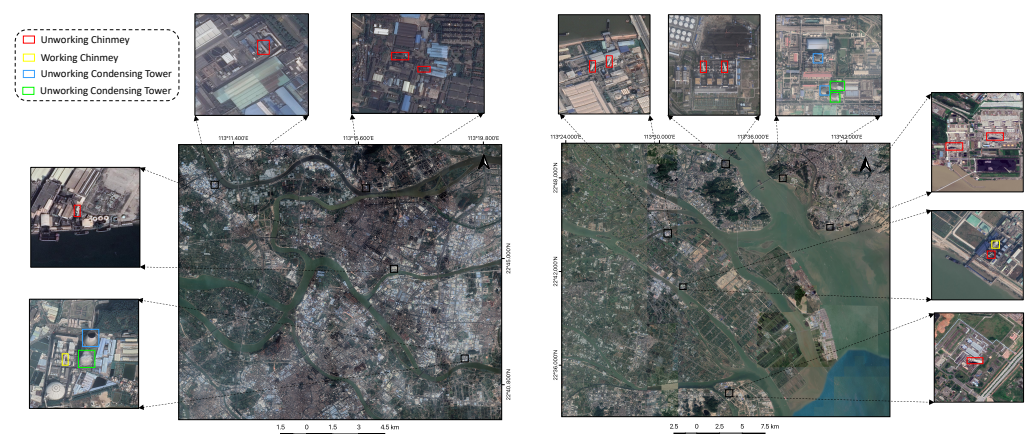 Unworking Chinmey
Working Chinmey
Unworking Condensing Tower
Unworking Condensing Tower
113°11.400'E
113°15.600'E
113°19.800'E
22°45.000'N
22°40.800'N
1.5 0 1.5 3 4.5 km
113°24.000'E
113°30.000'E
113°36.000'E
113°42.000'E
22°48.000'N
22°42.000'N
22°36.000'N
2.5 0 2.5 5 7.5 km